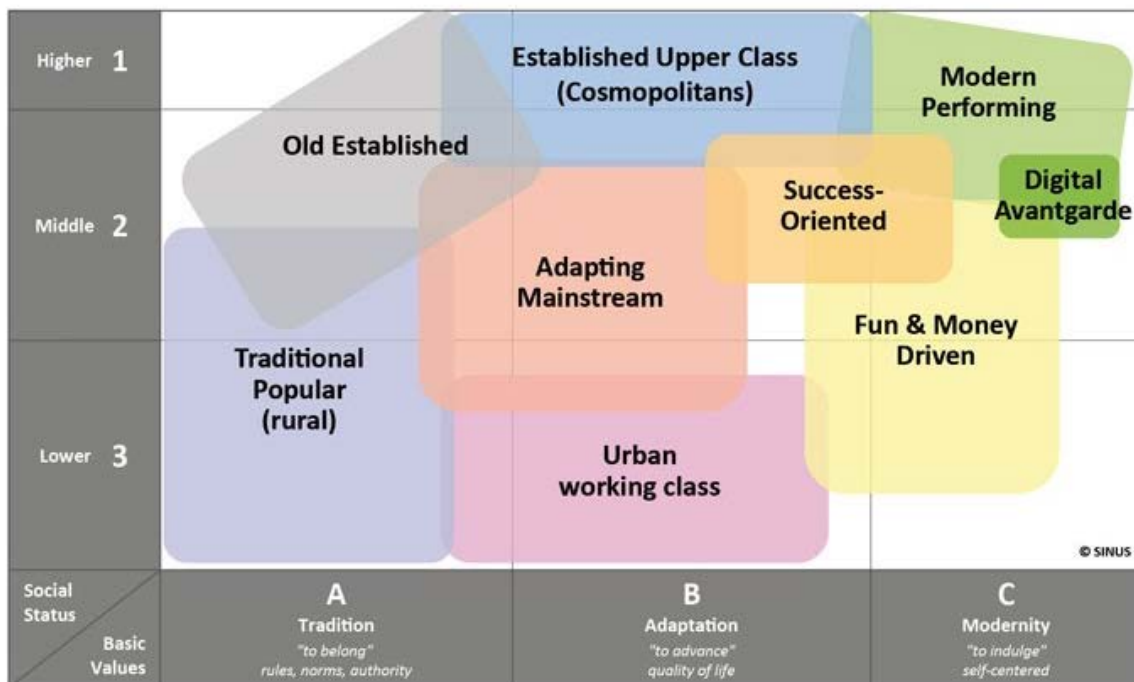 Higher 1
Middle 2
Lower 3
Established Upper Class
(Cosmopolitans)
Modern
Performing
Old Established
Success-
Oriented
Digital
Avantgarde
Adapting
Mainstream
Fun & Money
Driven
Traditional
Popular
(rural)
Urban
working class
© SINUS
Social
Status
Basic
Values
A
Tradition
"to belong"
rules, norms, authority
B
Adaptation
"to advance"
quality of life
C
Modernity
"to indulge"
self-centered